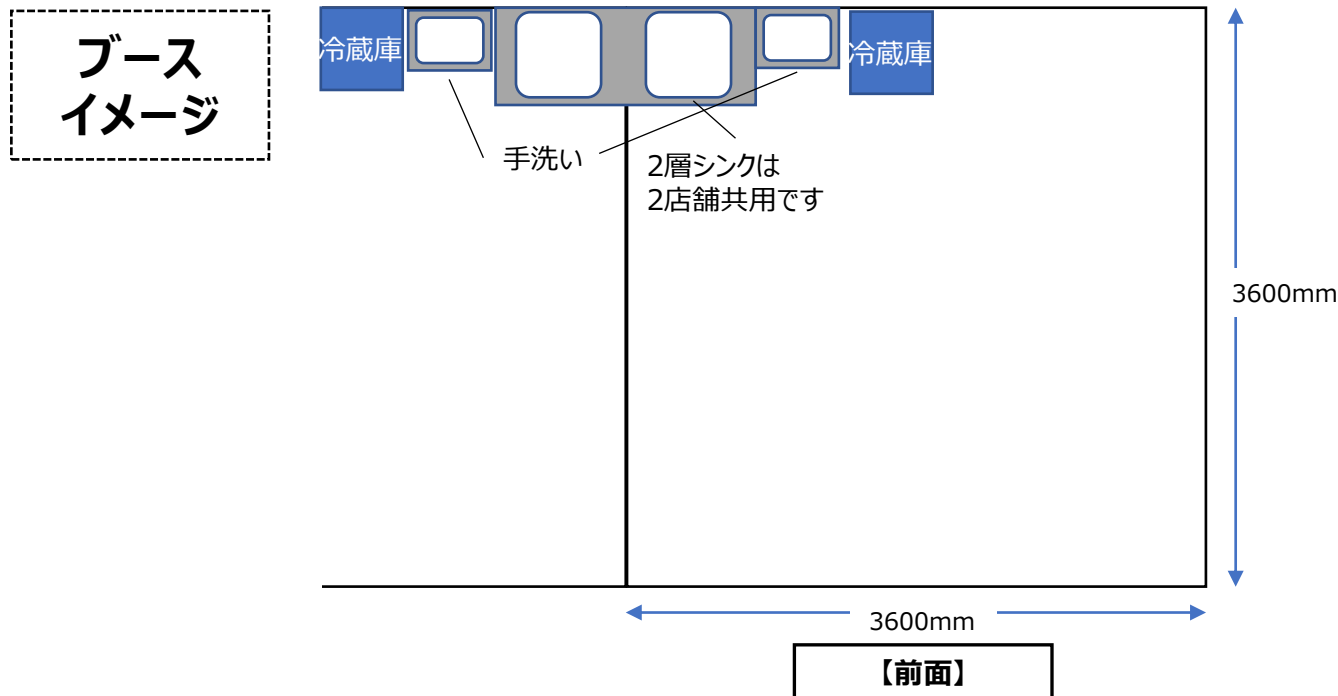 ブース
イメージ
冷蔵庫
冷蔵庫
手洗い
2層シンクは
2店舗共用です
3600mm
3600mm
【前面】